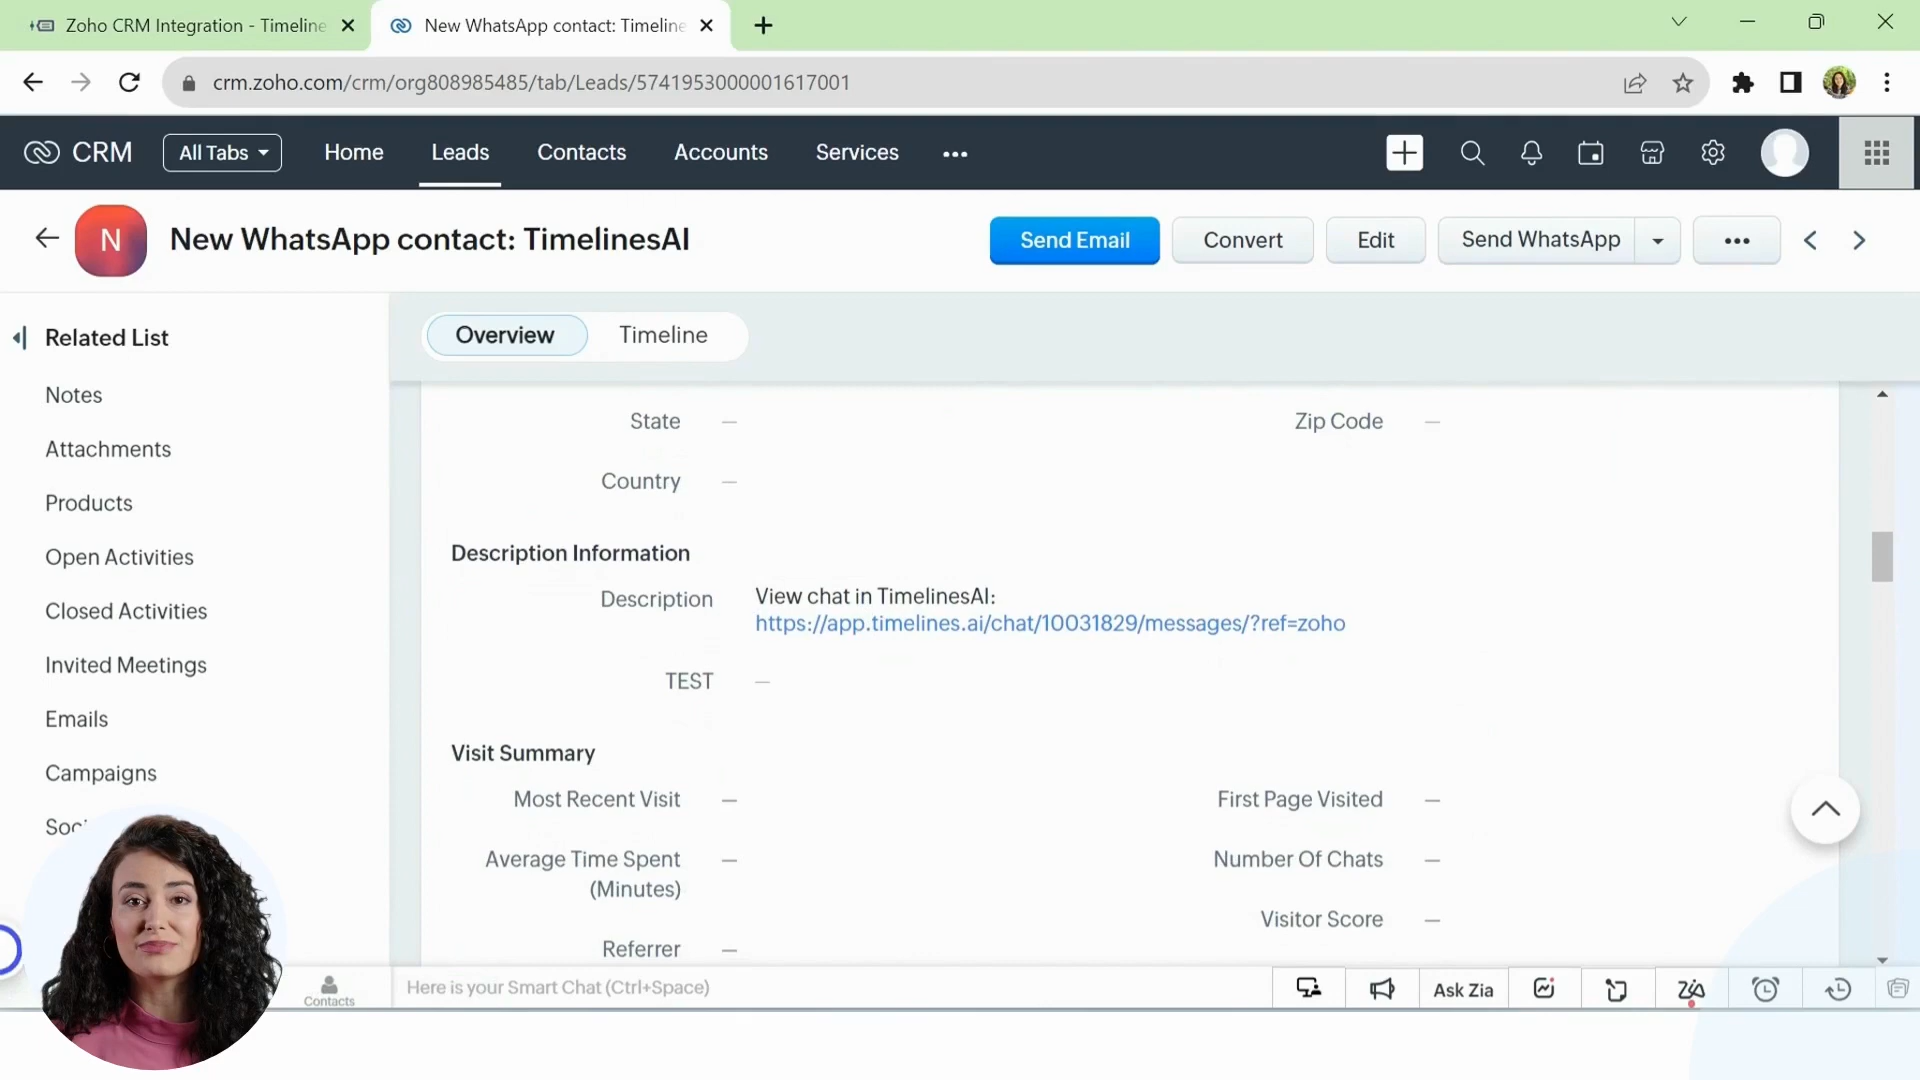 Zoho CRM Integration - Timeline
New WhatsApp contact: Timeline
crm.zoho.com/crm/org808985485/tab/Leads/5741953000001617001
CRM
All Tabs
Home
Leads
Contacts
Accounts
Services
N
New WhatsApp contact: TimelinesAI
Send Email
Convert
Edit
Send WhatsApp
Related List
Overview
Timeline
Notes
Attachments
Products
Open Activities
Closed Activities
Invited Meetings
Emails
Campaigns
State —
Zip Code —
Country —
Description Information
Description
View chat in TimelinesAI:
https://app.timelines.ai/chat/10031829/messages/?ref=zoho
TEST —
Visit Summary
Most Recent Visit —
First Page Visited —
Average Time Spent —
(Minutes)
Number Of Chats —
Visitor Score —
Referrer —
Contacts
Here is your Smart Chat (Ctrl+Space)
Ask Zia